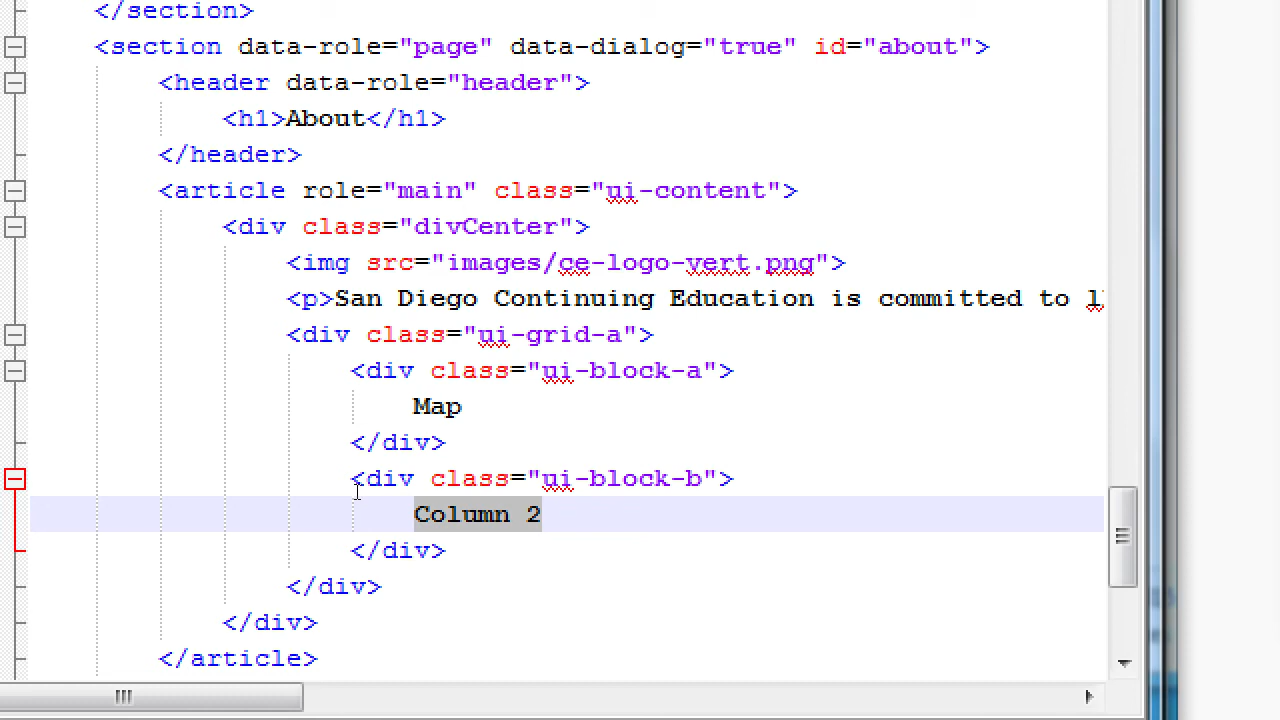 </section>
<section data-role="page" data-dialog="true" id="about">
<header data-role="header">
<h1>About</h1>
</header>
<article role="main" class="ui-content">
<div class="divCenter">
<img src="images/ce-logo-vert.png">
<p>San Diego Continuing Education is committed to
<div class="ui-grid-a">
<div class="ui-block-a">
Map
</div>
<div class="ui-block-b">
Column 2
</div>
</div>
</div>
</article>